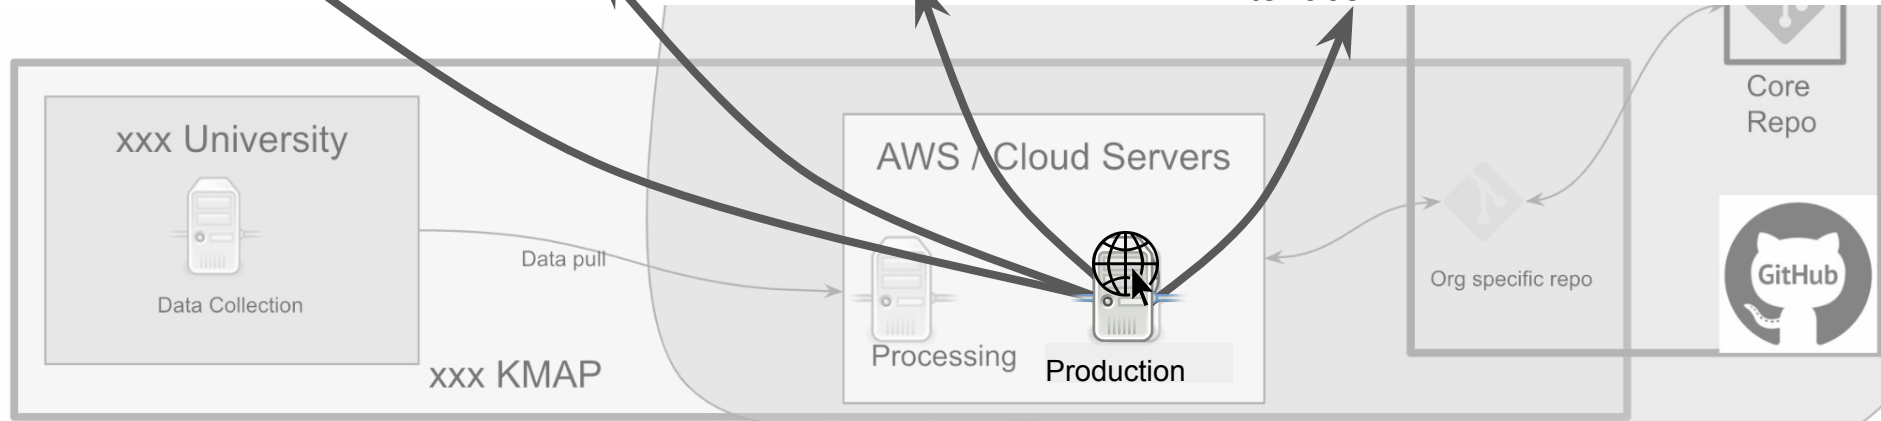 Core
Repo
xxx University
AWS / Cloud Servers
Data pull
GitHub
Org specific repo
Data Collection
Processing
Production
xxx KMAP